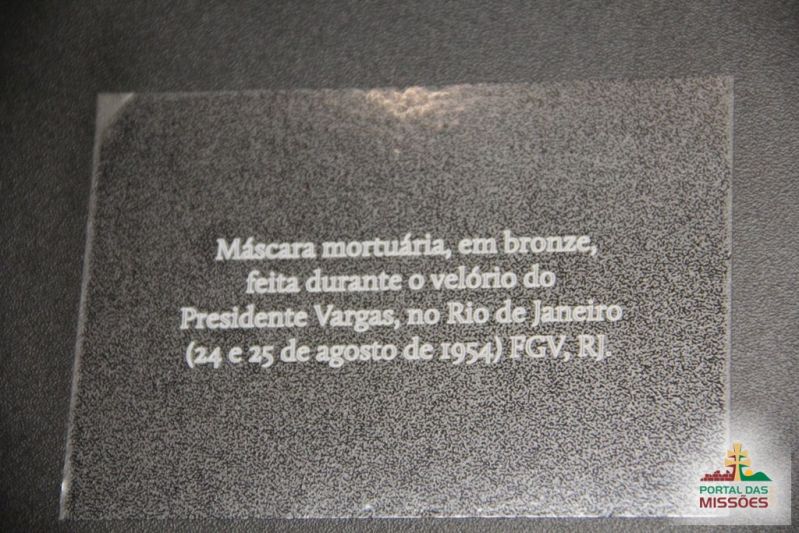 Máscara mortuária, em bronze,
feita durante o velório do
Presidente Vargas, no Rio de Janeiro
(24 e 25 de agosto de 1954) FGV, RJ.
PORTAL DAS
MISSÕES